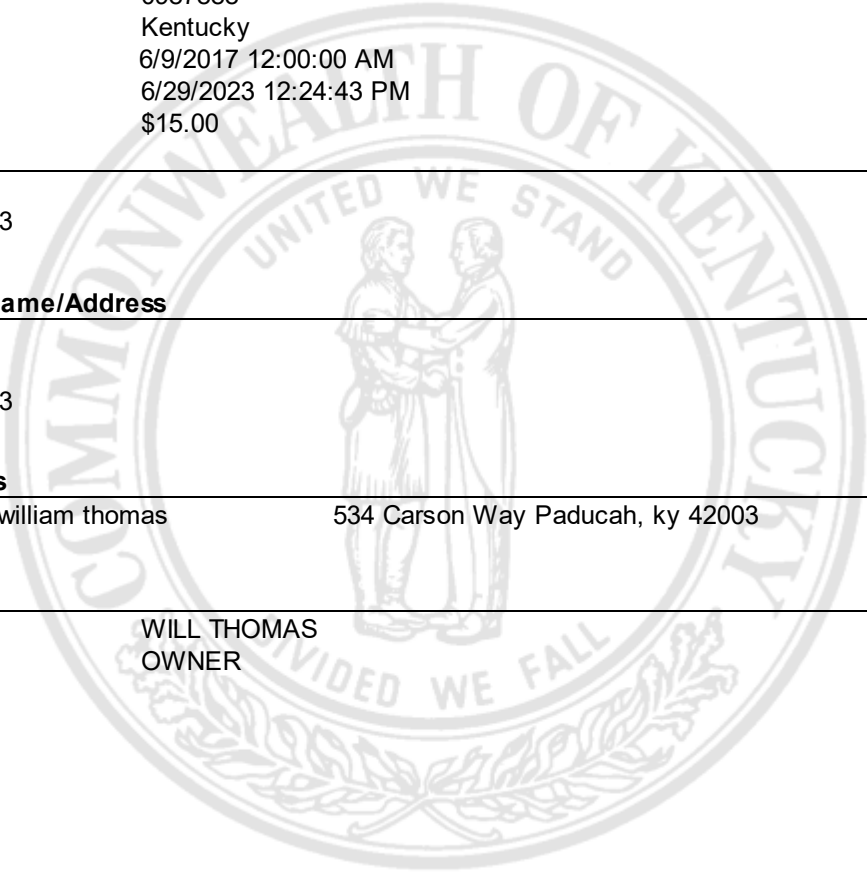 Kentucky
6/9/2017 12:00:00 AM
6/29/2023 12:24:43 PM
$15.00
3
ame/Address
3
s
william thomas 534 Carson Way Paducah, ky 42003
WILL THOMAS
OWNER
COMMONWEALTH OF KENTUCKY
UNITED WE STAND
DIVIDED WE FALL